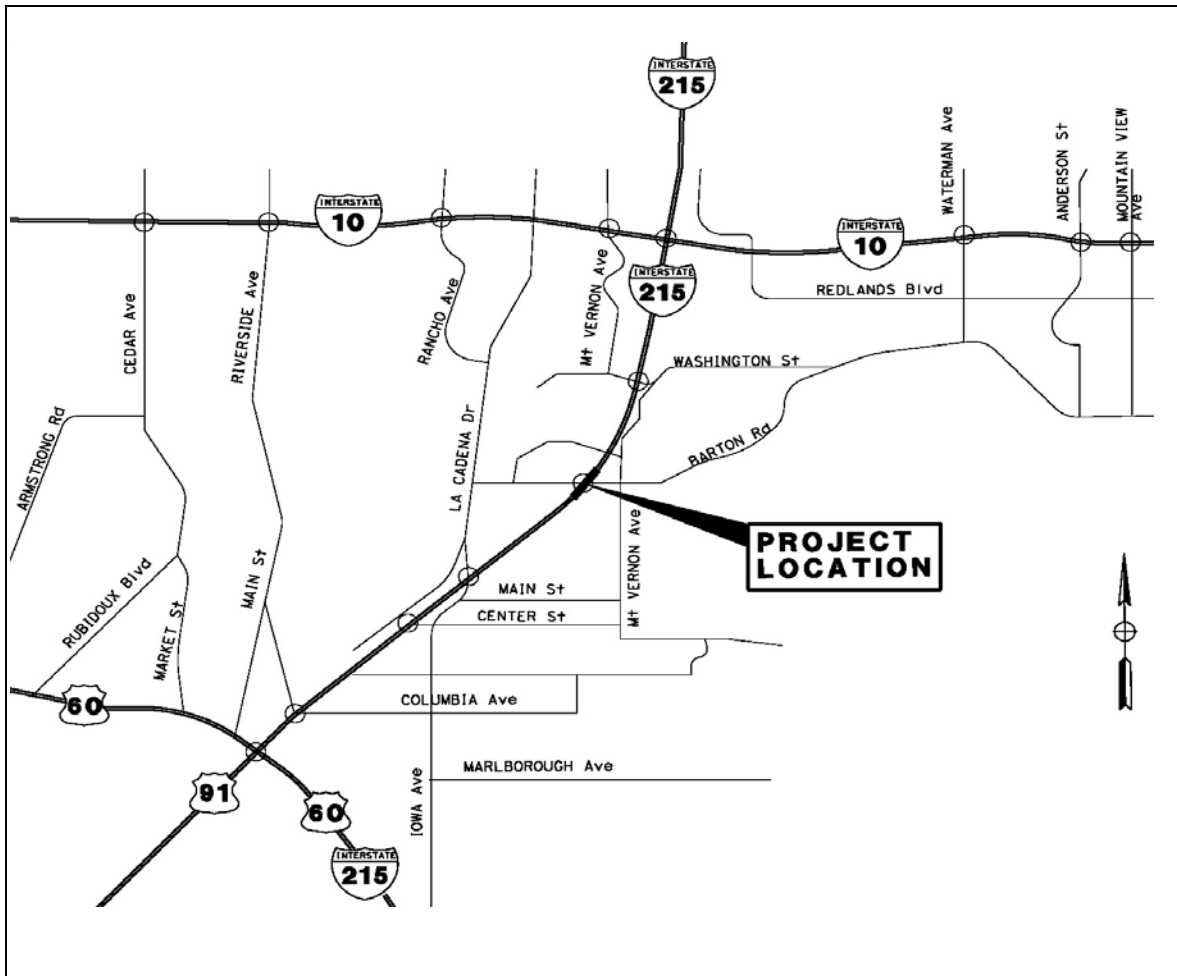 INTERSTATE
215
WATERMAN Ave
ANDERSON St
MOUNTAIN VIEW
Ave
INTERSTATE
10
INTERSTATE
10
INTERSTATE
215
REDLANDS Blvd
CEDAR Ave
RIVERSIDE Ave
RANCHO Ave
Mt VERNON Ave
WASHINGTON St
ARMSTRONG Rd
LA CADENA Dr
BARTON Rd
PROJECT
LOCATION
Mt VERNON Ave
MAIN St
CENTER St
RUBIDOUX Blvd
MARKET St
MAIN St
60
COLUMBIA Ave
MARLBOROUGH Ave
91
60
IOWA Ave
INTERSTATE
215